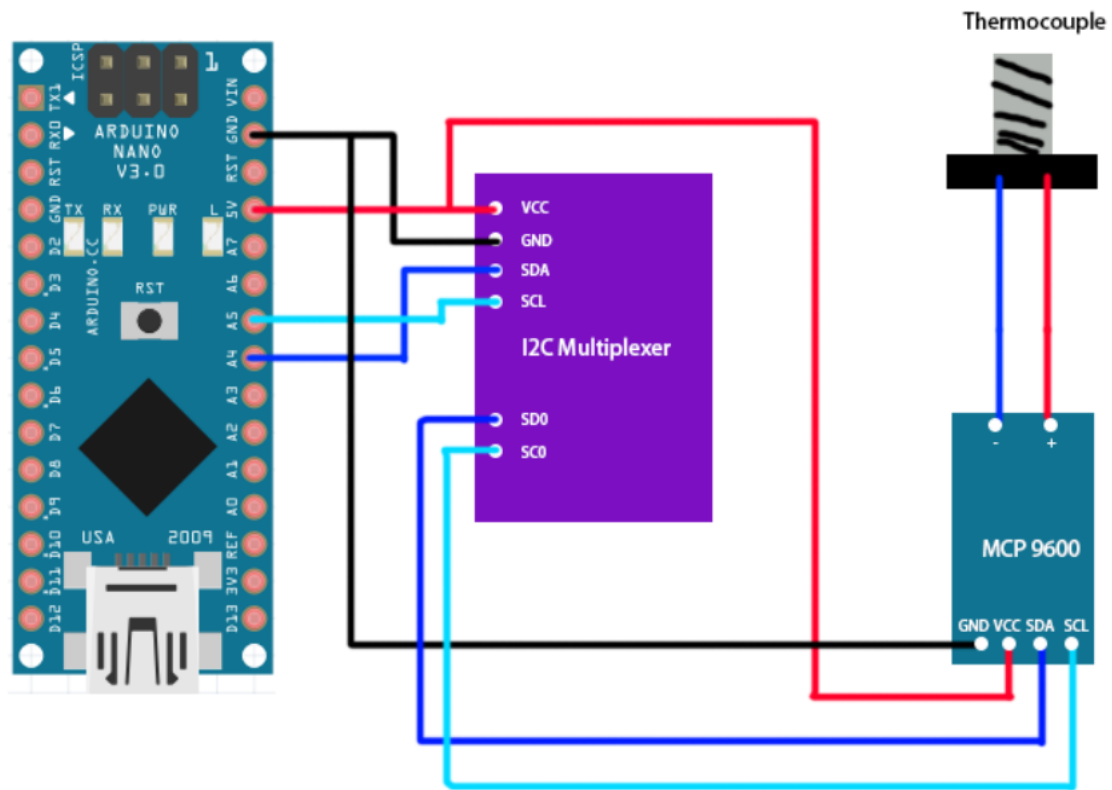 Thermocouple
ICSP
1
TX1
VIN
RX0
ARDUINO
GND
NANO
RST
V3.0
RST
GND
TX
RX
PWR
L
5V
D2
ARDUINO.CC
A7
D3
RST
A6
D4
A5
D5
A4
D6
A3
D7
A2
D8
A1
D9
A0
D10
USA
2009
REF
D11
3V3
D12
D13
VCC
GND
SDA
SCL
I2C Multiplexer
SD0
SC0
- +
MCP 9600
GND VCC SDA SCL